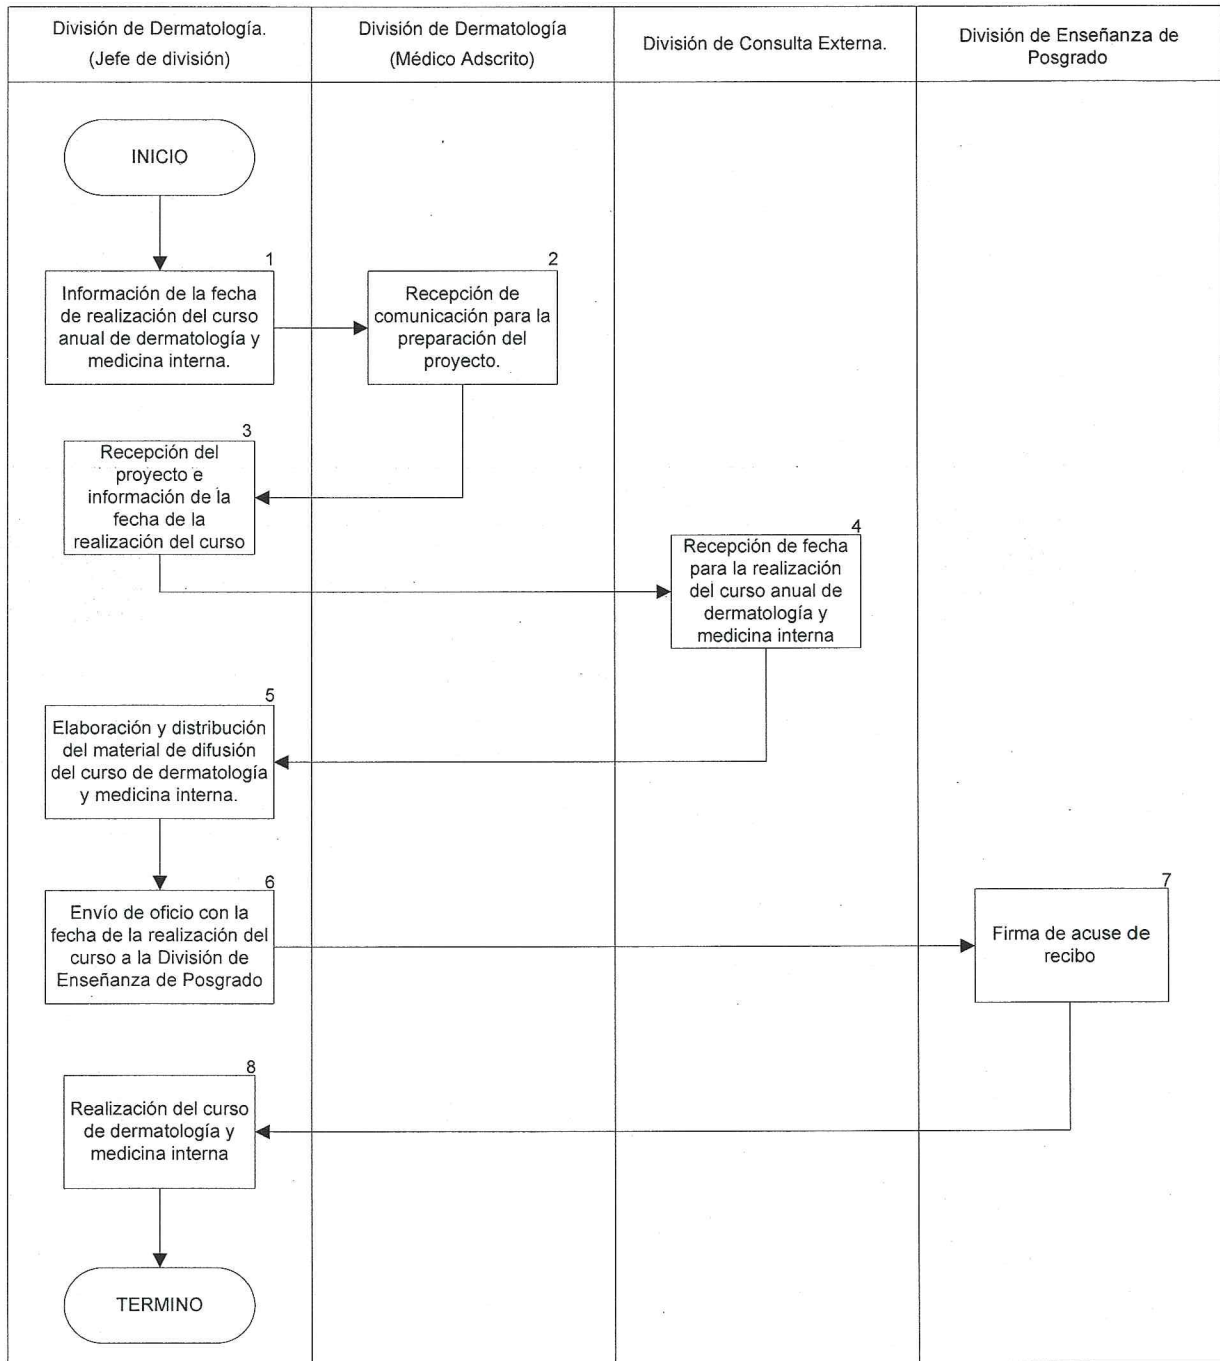 División de Dermatología.
(Jefe de división)
División de Dermatología
(Médico Adscrito)
División de Consulta Externa.
División de Enseñanza de
Posgrado
INICIO
1
Información de la fecha
de realización del curso
anual de dermatología y
medicina interna.
2
Recepción de
comunicación para la
preparación del
proyecto.
3
Recepción del
proyecto e
información de la
fecha de la
realización del curso
4
Recepción de fecha
para la realización
del curso anual de
dermatología y
medicina interna
5
Elaboración y distribución
del material de difusión
del curso de dermatología
y medicina interna.
6
Envío de oficio con la
fecha de la realización del
curso a la División de
Enseñanza de Posgrado
7
Firma de acuse de
recibo
8
Realización del curso
de dermatología y
medicina interna
TERMINO